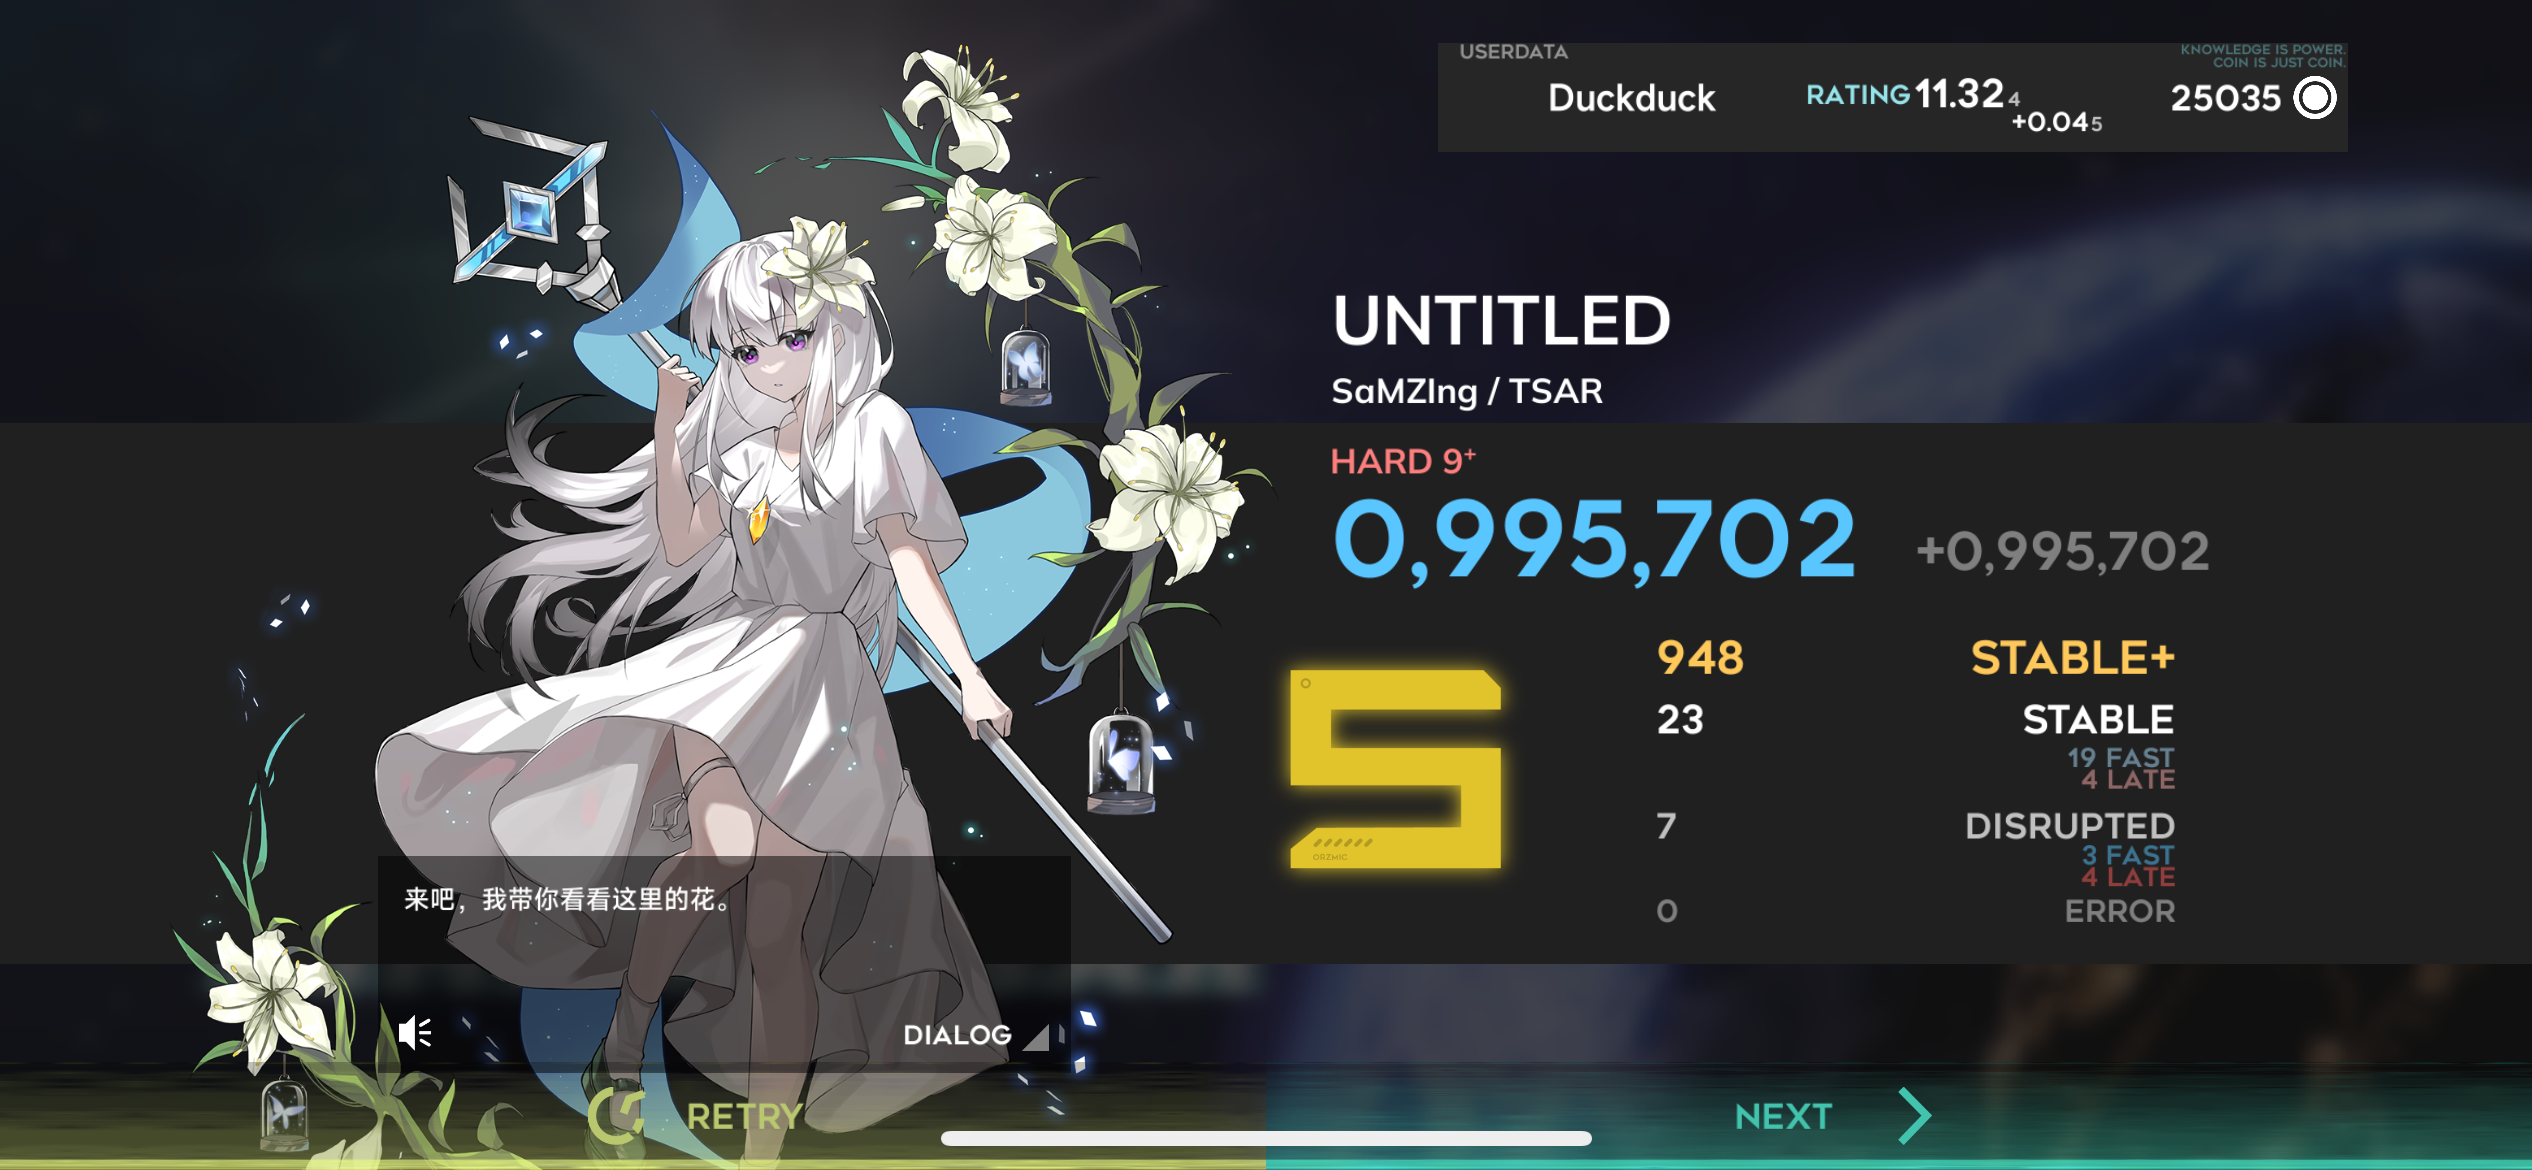 USERDATA
KNOWLEDGE IS POWER.
COIN IS JUST COIN.
Duckduck
RATING 11.324
+0.045
25035
UNTITLED
SaMZIng / TSAR
HARD 9+
0,995,702
+0,995,702
S
ORZMIC
948 STABLE+
23 STABLE
19 FAST
4 LATE
7 DISRUPTED
3 FAST
4 LATE
0 ERROR
来吧，我带你看看这里的花。
DIALOG
RETRY
NEXT